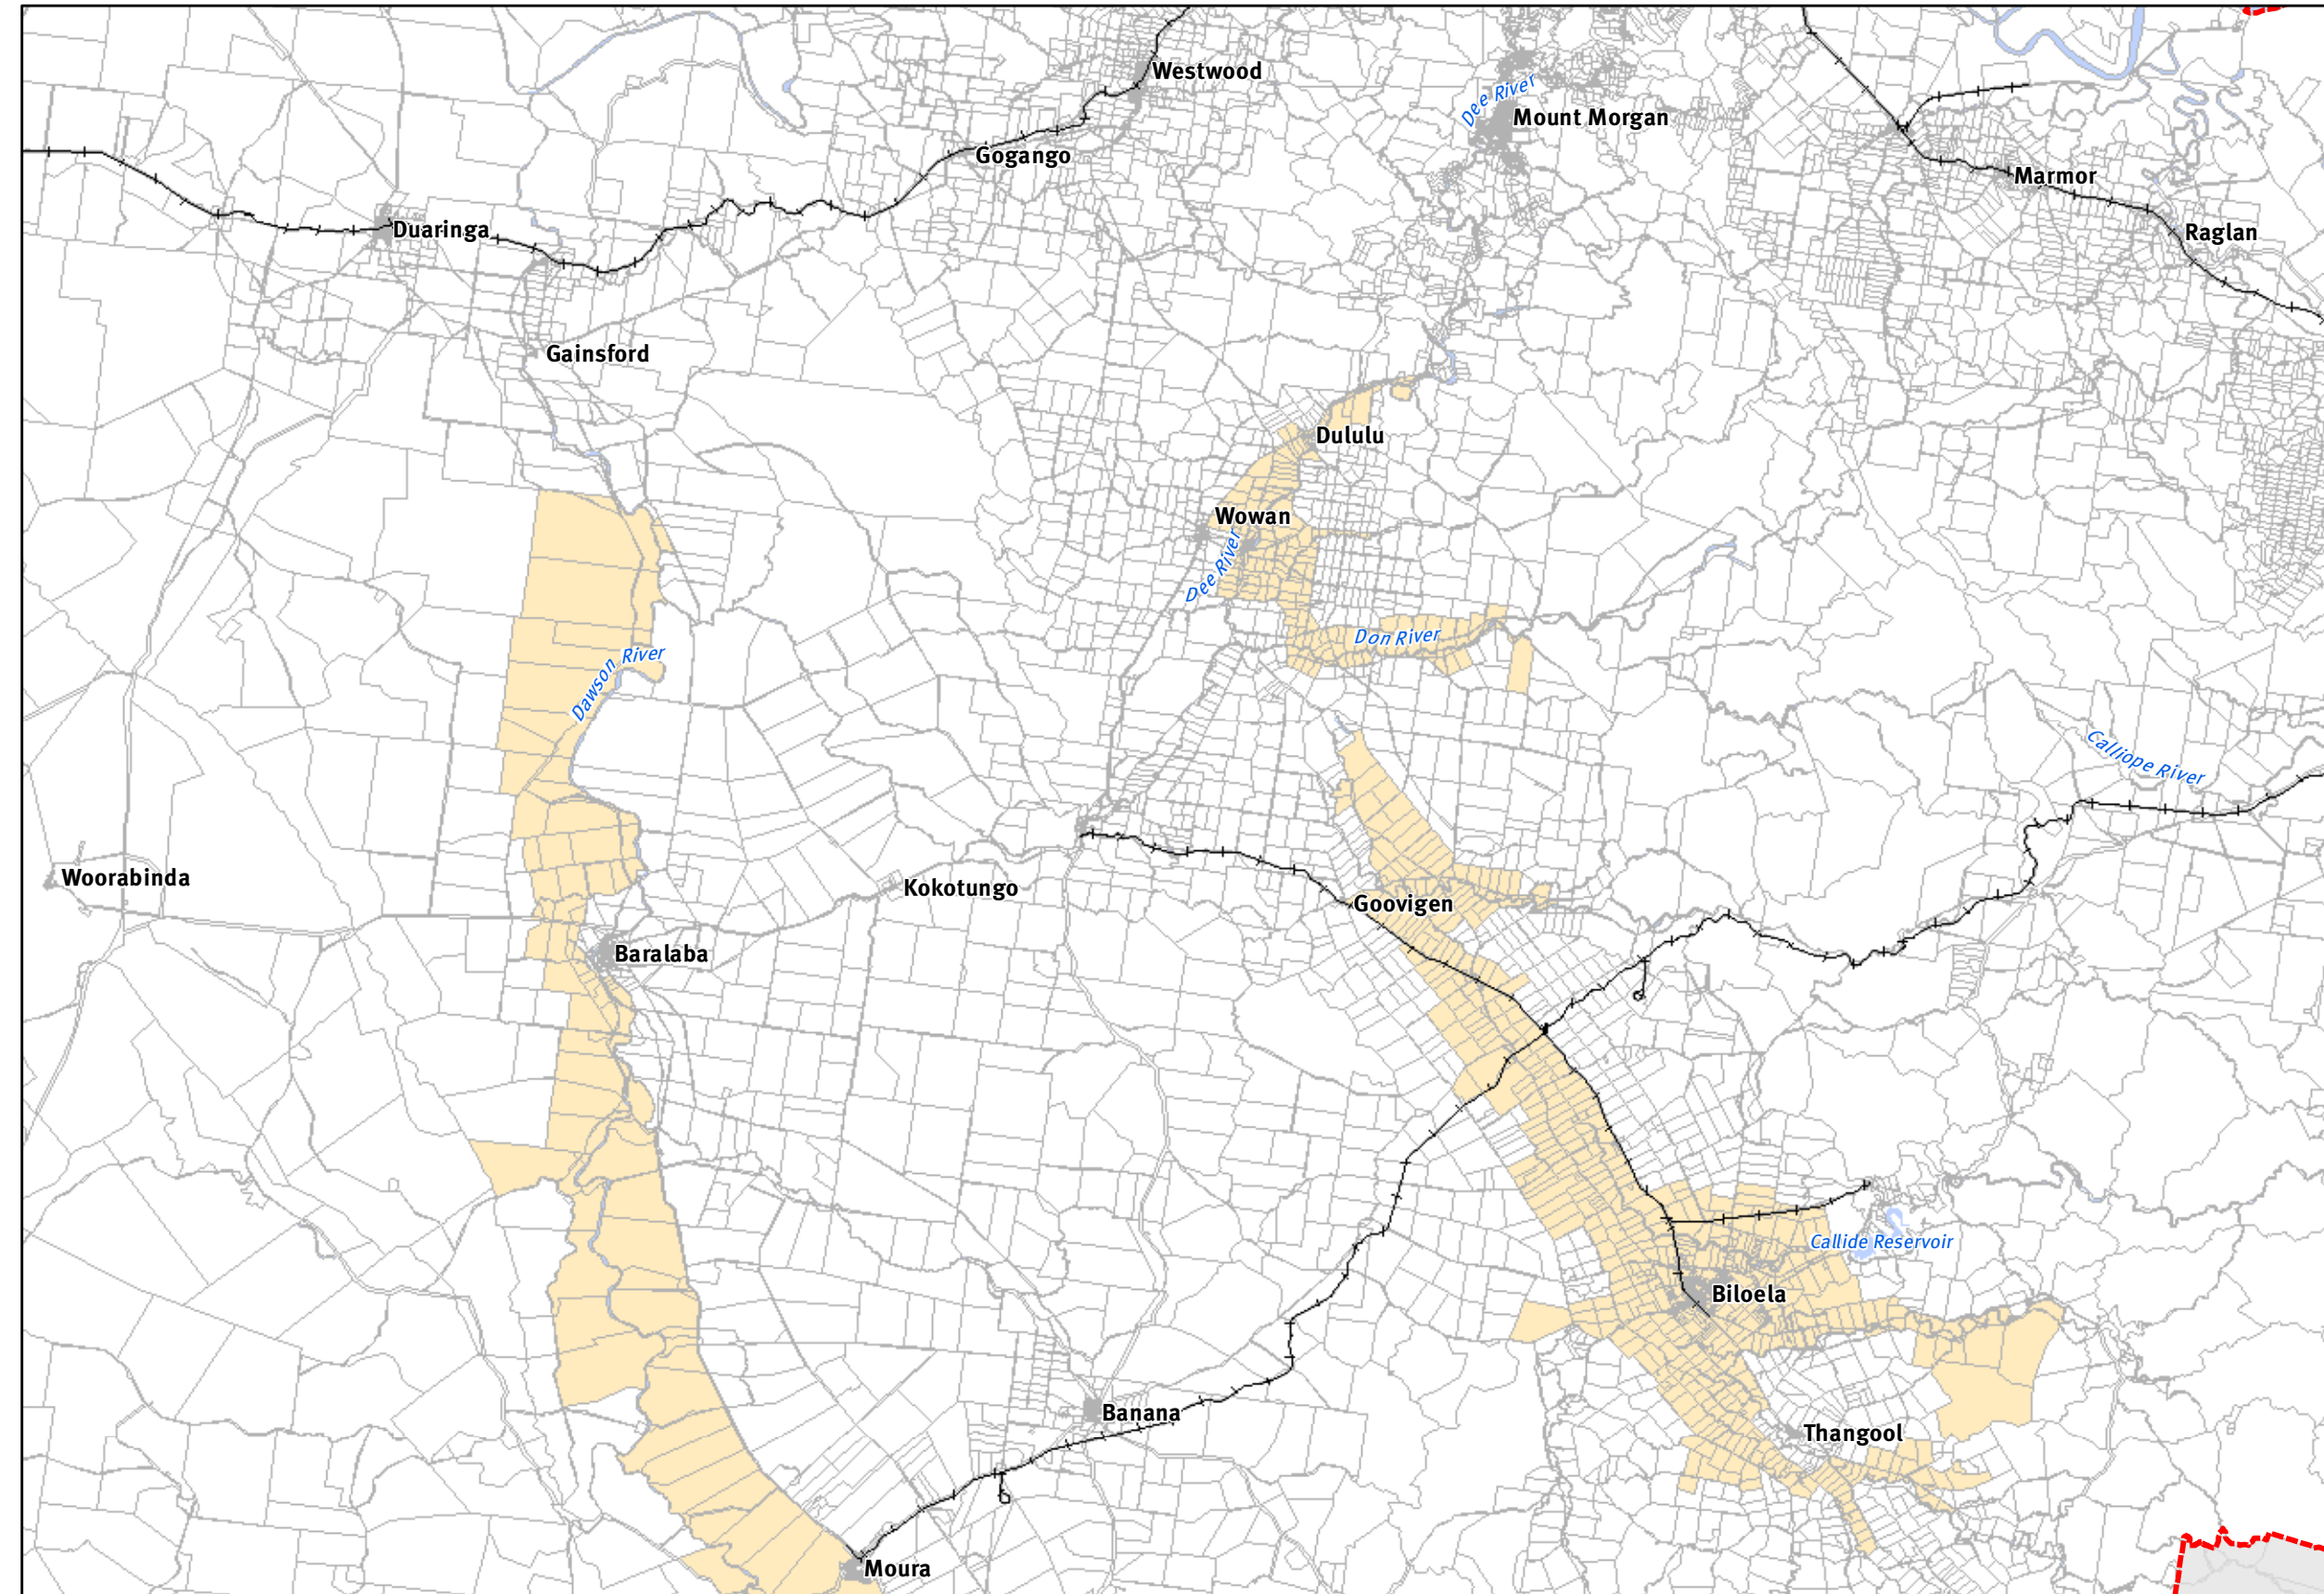 Westwood
Dee River
Mount Morgan
Gogango
Marmor
Duaringa
Raglan
Gainsford
Dululu
Wowan
Dee River
Don River
Dawson River
Calliope River
Woorabinda
Kokotungo
Goovigen
Baralaba
Callide Reservoir
Biloela
Banana
Thangool
Moura